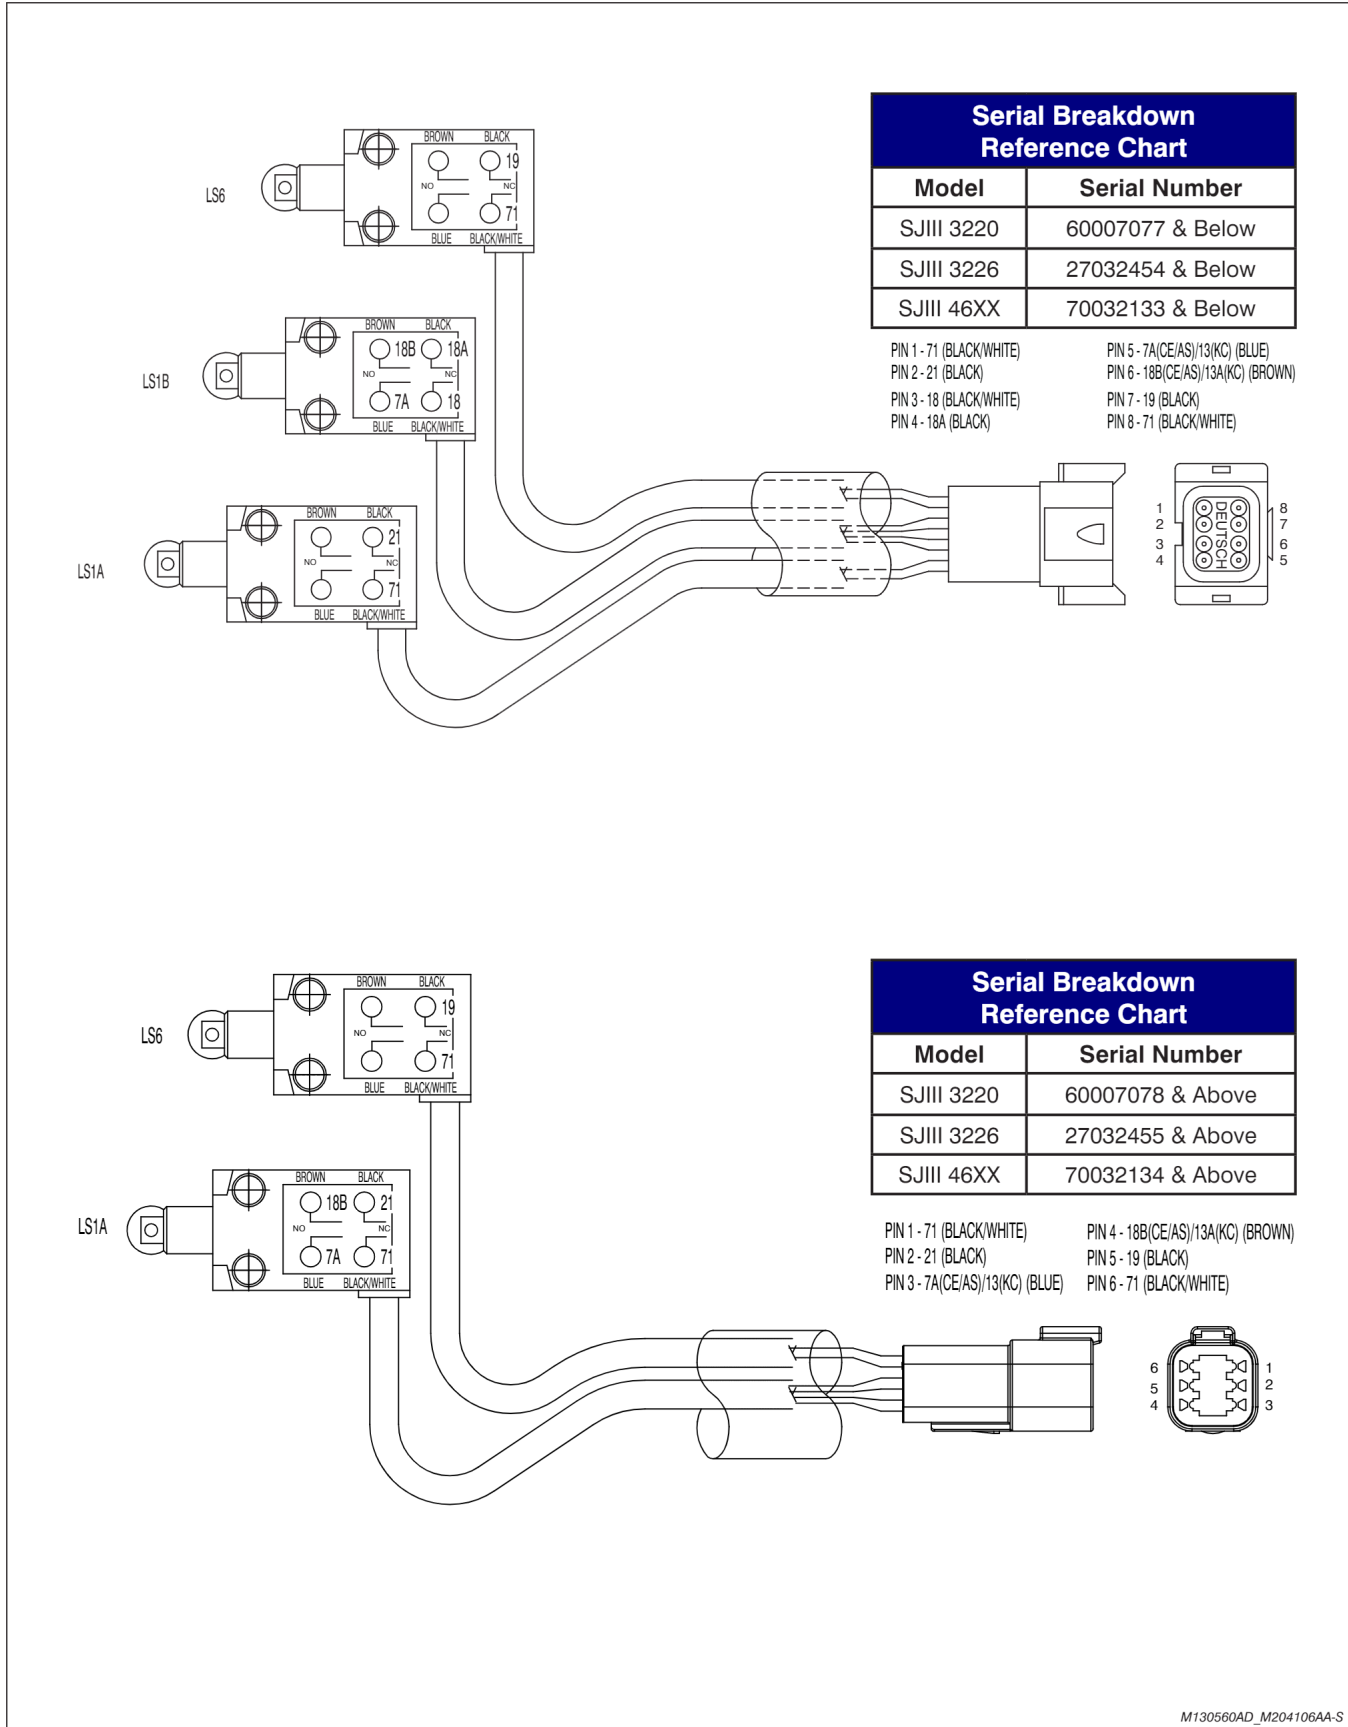 Serial Breakdown
Reference Chart
Model Serial Number
SJIII 3220 60007077 & Below
SJIII 3226 27032454 & Below
SJIII 46XX 70032133 & Below
PIN 1 - 71 (BLACK/WHITE)
PIN 2 - 21 (BLACK)
PIN 3 - 18 (BLACK/WHITE)
PIN 4 - 18A (BLACK)
PIN 5 - 7A(CE/AS)/13(KC) (BLUE)
PIN 6 - 18B(CE/AS)/13A(KC) (BROWN)
PIN 7 - 19 (BLACK)
PIN 8 - 71 (BLACK/WHITE)
LS6
BROWN BLACK
19
NO NC
71
BLUE BLACK/WHITE
LS1B
BROWN BLACK
18B 18A
NO NC
7A 18
BLUE BLACK/WHITE
LS1A
BROWN BLACK
21
NO NC
71
BLUE BLACK/WHITE
DEUTSCH
1 8
2 7
3 6
4 5
Serial Breakdown
Reference Chart
Model Serial Number
SJIII 3220 60007078 & Above
SJIII 3226 27032455 & Above
SJIII 46XX 70032134 & Above
PIN 1 - 71 (BLACK/WHITE)
PIN 2 - 21 (BLACK)
PIN 3 - 7A(CE/AS)/13(KC) (BLUE)
PIN 4 - 18B(CE/AS)/13A(KC) (BROWN)
PIN 5 - 19 (BLACK)
PIN 6 - 71 (BLACK/WHITE)
LS6
BROWN BLACK
19
NO NC
71
BLUE BLACK/WHITE
LS1A
BROWN BLACK
18B 21
NO NC
7A 71
BLUE BLACK/WHITE
6 1
5 2
4 3
M130560AD_M204106AA-S